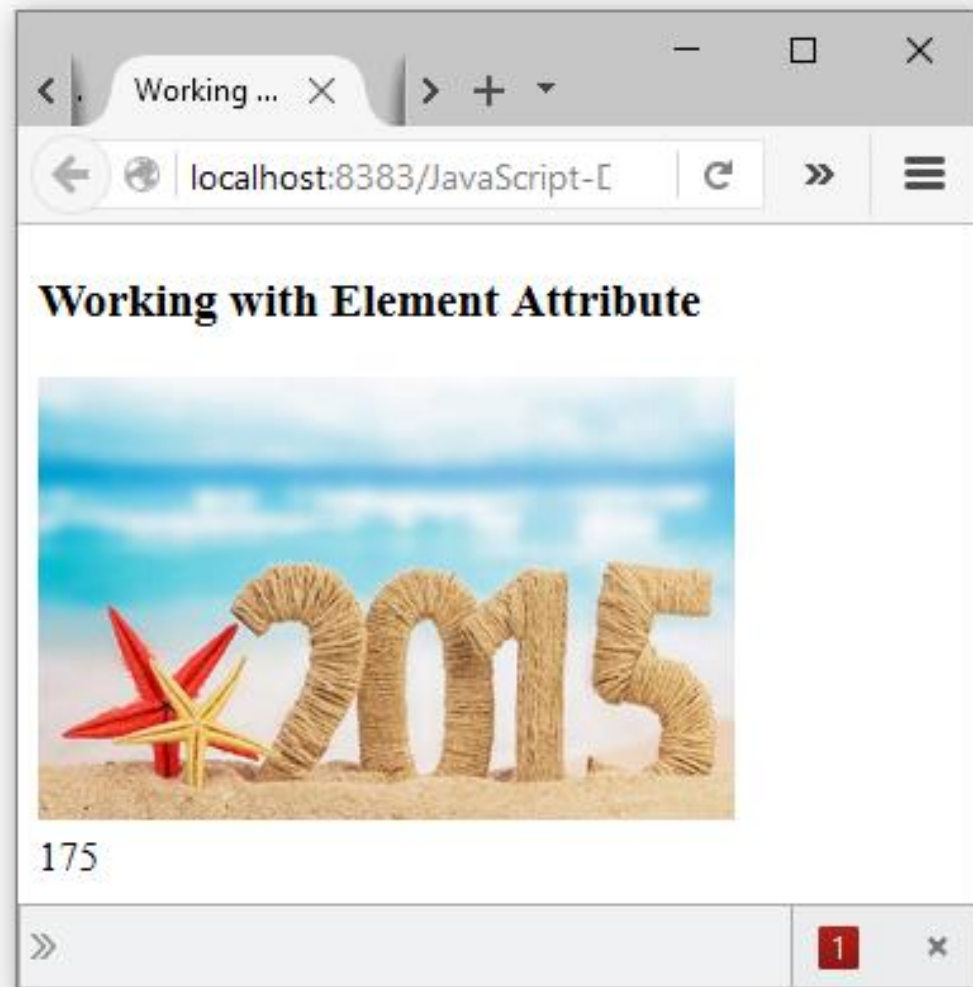 Working ...
localhost:8383/JavaScript-D
Working with Element Attribute
2015
175
1